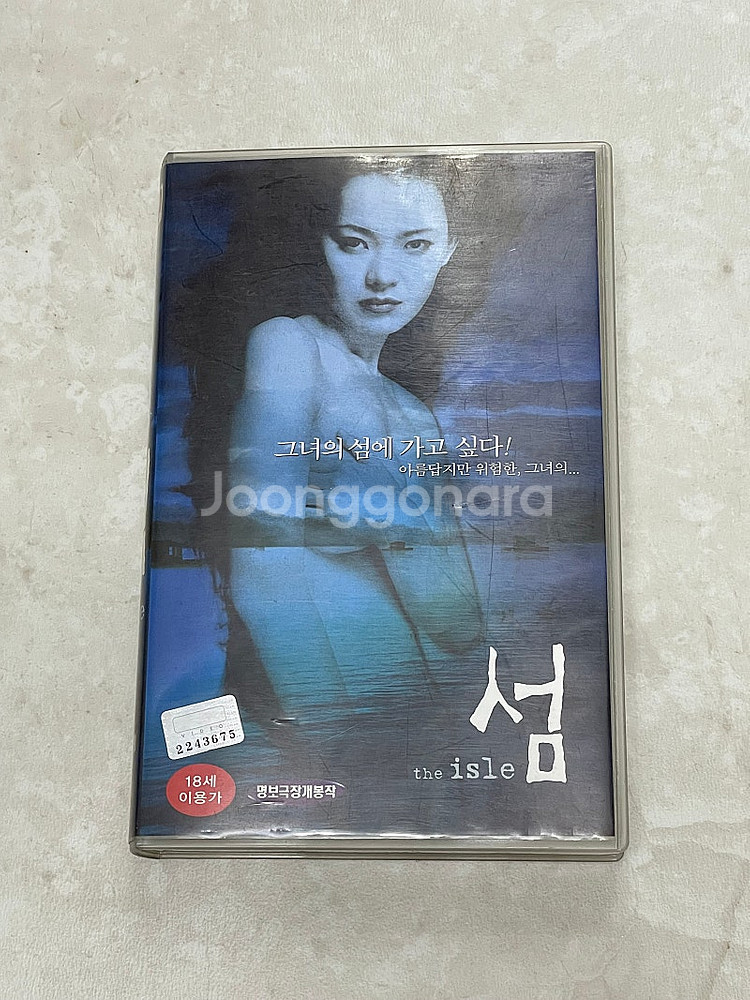 그녀의 섬에 가고 싶다!
아름답지만 위험한, 그녀의...
Joonggonara
섬
the isle
VIDEO
2243675
18세
이용가
명보극장개봉작